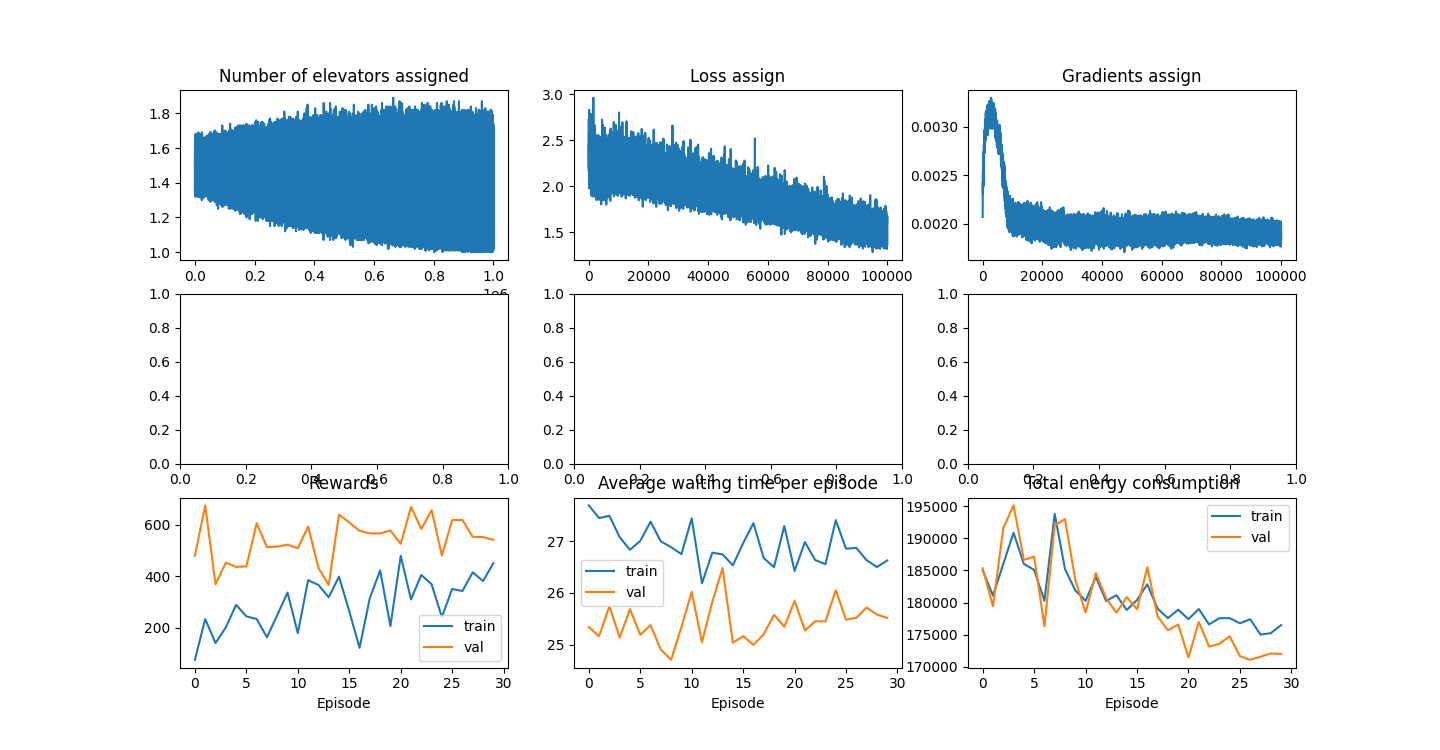 Number of elevators assigned
Loss assign
Gradients assign
1.8
1.6
1.4
1.2
1.0
0.0 0.2 0.4 0.6 0.8 1.0
1e6
3.0
2.5
2.0
1.5
0 20000 40000 60000 80000 100000
0.0030
0.0025
0.0020
0 20000 40000 60000 80000 100000
1.0
0.8
0.6
0.4
0.2
0.0
0.0 0.2 0.4 0.6 0.8 1.0
1.0
0.8
0.6
0.4
0.2
0.0
0.0 0.2 0.4 0.6 0.8 1.0
1.0
0.8
0.6
0.4
0.2
0.0
0.0 0.2 0.4 0.6 0.8 1.0
Rewards
600
400
200
train
val
0 5 10 15 20 25 30
Episode
Average waiting time per episode
27
26
25
train
val
0 5 10 15 20 25 30
Episode
Total energy consumption
195000
190000
185000
180000
175000
170000
train
val
0 5 10 15 20 25 30
Episode